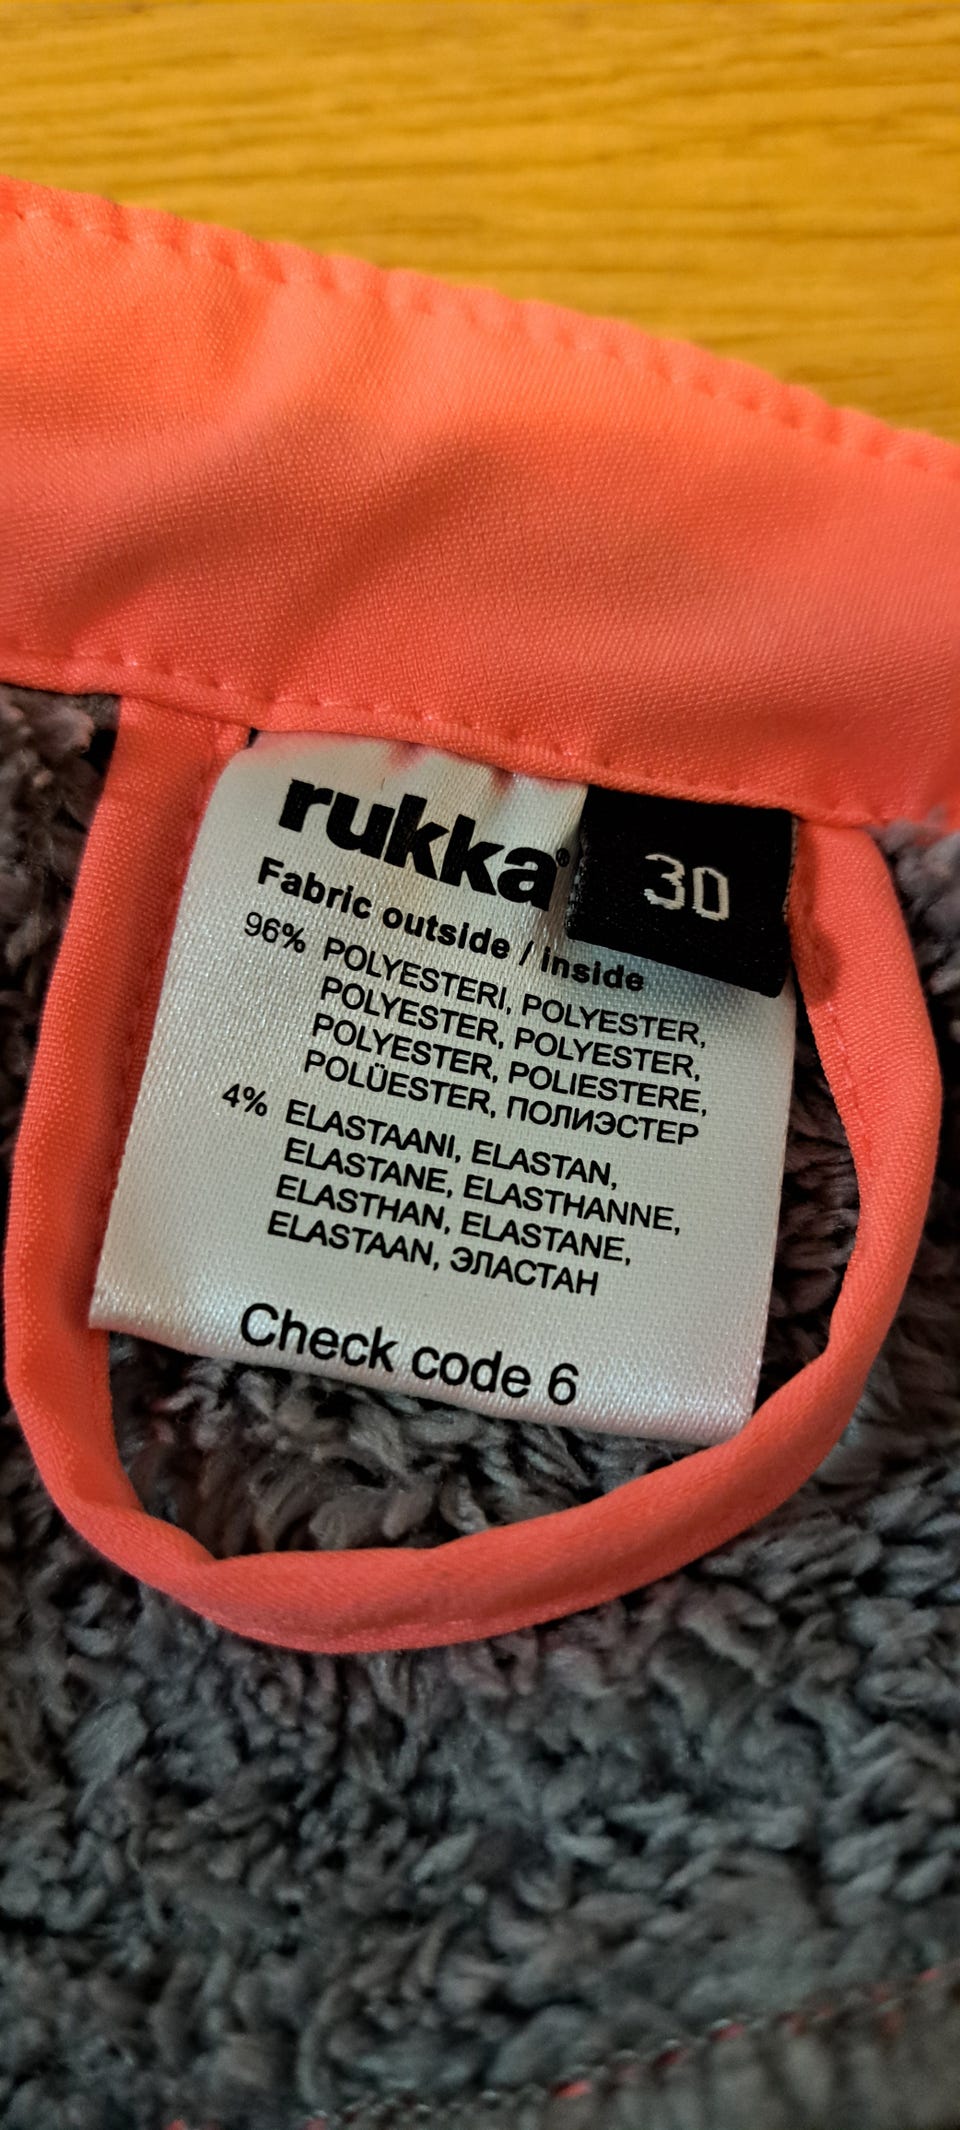 rukka®
30
Fabric outside / inside
96% POLYESTERI, POLYESTER,
POLYESTER, POLYESTER,
POLYESTER, POLIESTERE,
POLÜESTER, ПОЛИЭСТЕР
4% ELASTAANI, ELASTAN,
ELASTANE, ELASTHANNE,
ELASTHAN, ELASTANE,
ELASTAAN, ЭЛАСТАН
Check code 6